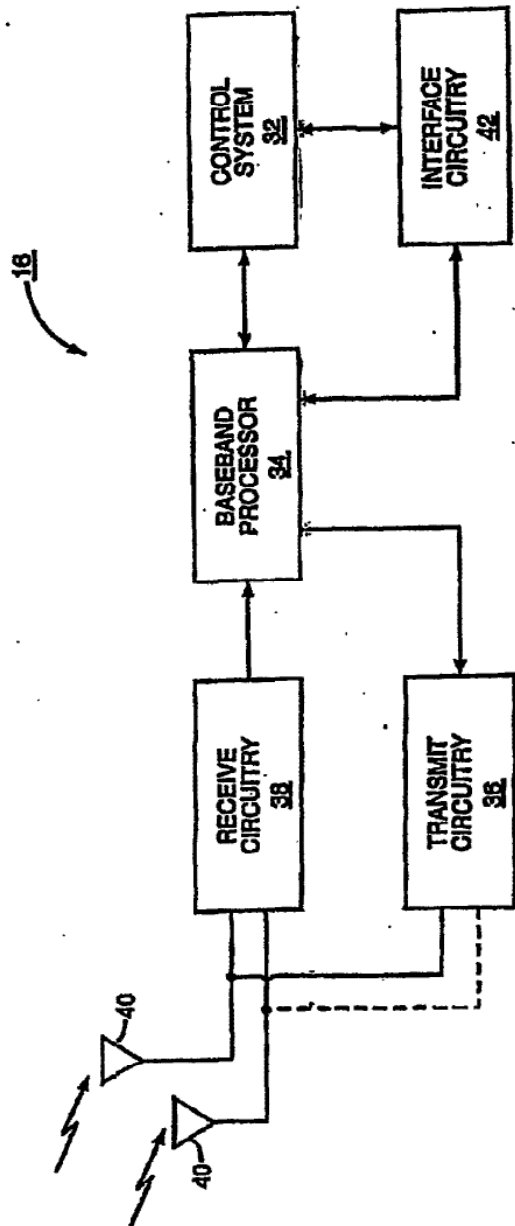 16
CONTROL
SYSTEM
32
INTERFACE
CIRCUITRY
42
BASEBAND
PROCESSOR
34
RECEIVE
CIRCUITRY
38
TRANSMIT
CIRCUITRY
36
40
40